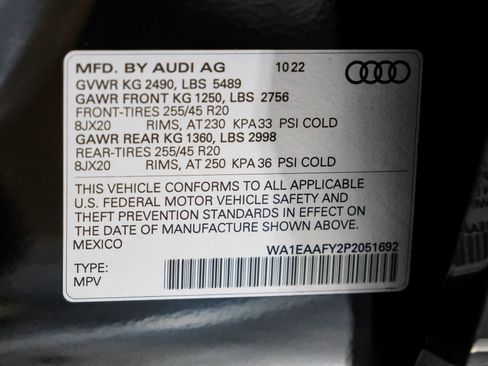 MFD. BY AUDI AG 10 22
GVWR KG 2490, LBS 5489
GAWR FRONT KG 1250, LBS 2756
FRONT-TIRES 255/45 R20
8JX20 RIMS, AT 230 KPA 33 PSI COLD
GAWR REAR KG 1360, LBS 2998
REAR-TIRES 255/45 R20
8JX20 RIMS, AT 250 KPA 36 PSI COLD
THIS VEHICLE CONFORMS TO ALL APPLICABLE
U.S. FEDERAL MOTOR VEHICLE SAFETY AND
THEFT PREVENTION STANDARDS IN EFFECT ON
THE DATE OF MANUFACTURE SHOWN ABOVE.
MEXICO
WA1EAAFY2P2051692
TYPE:
MPV